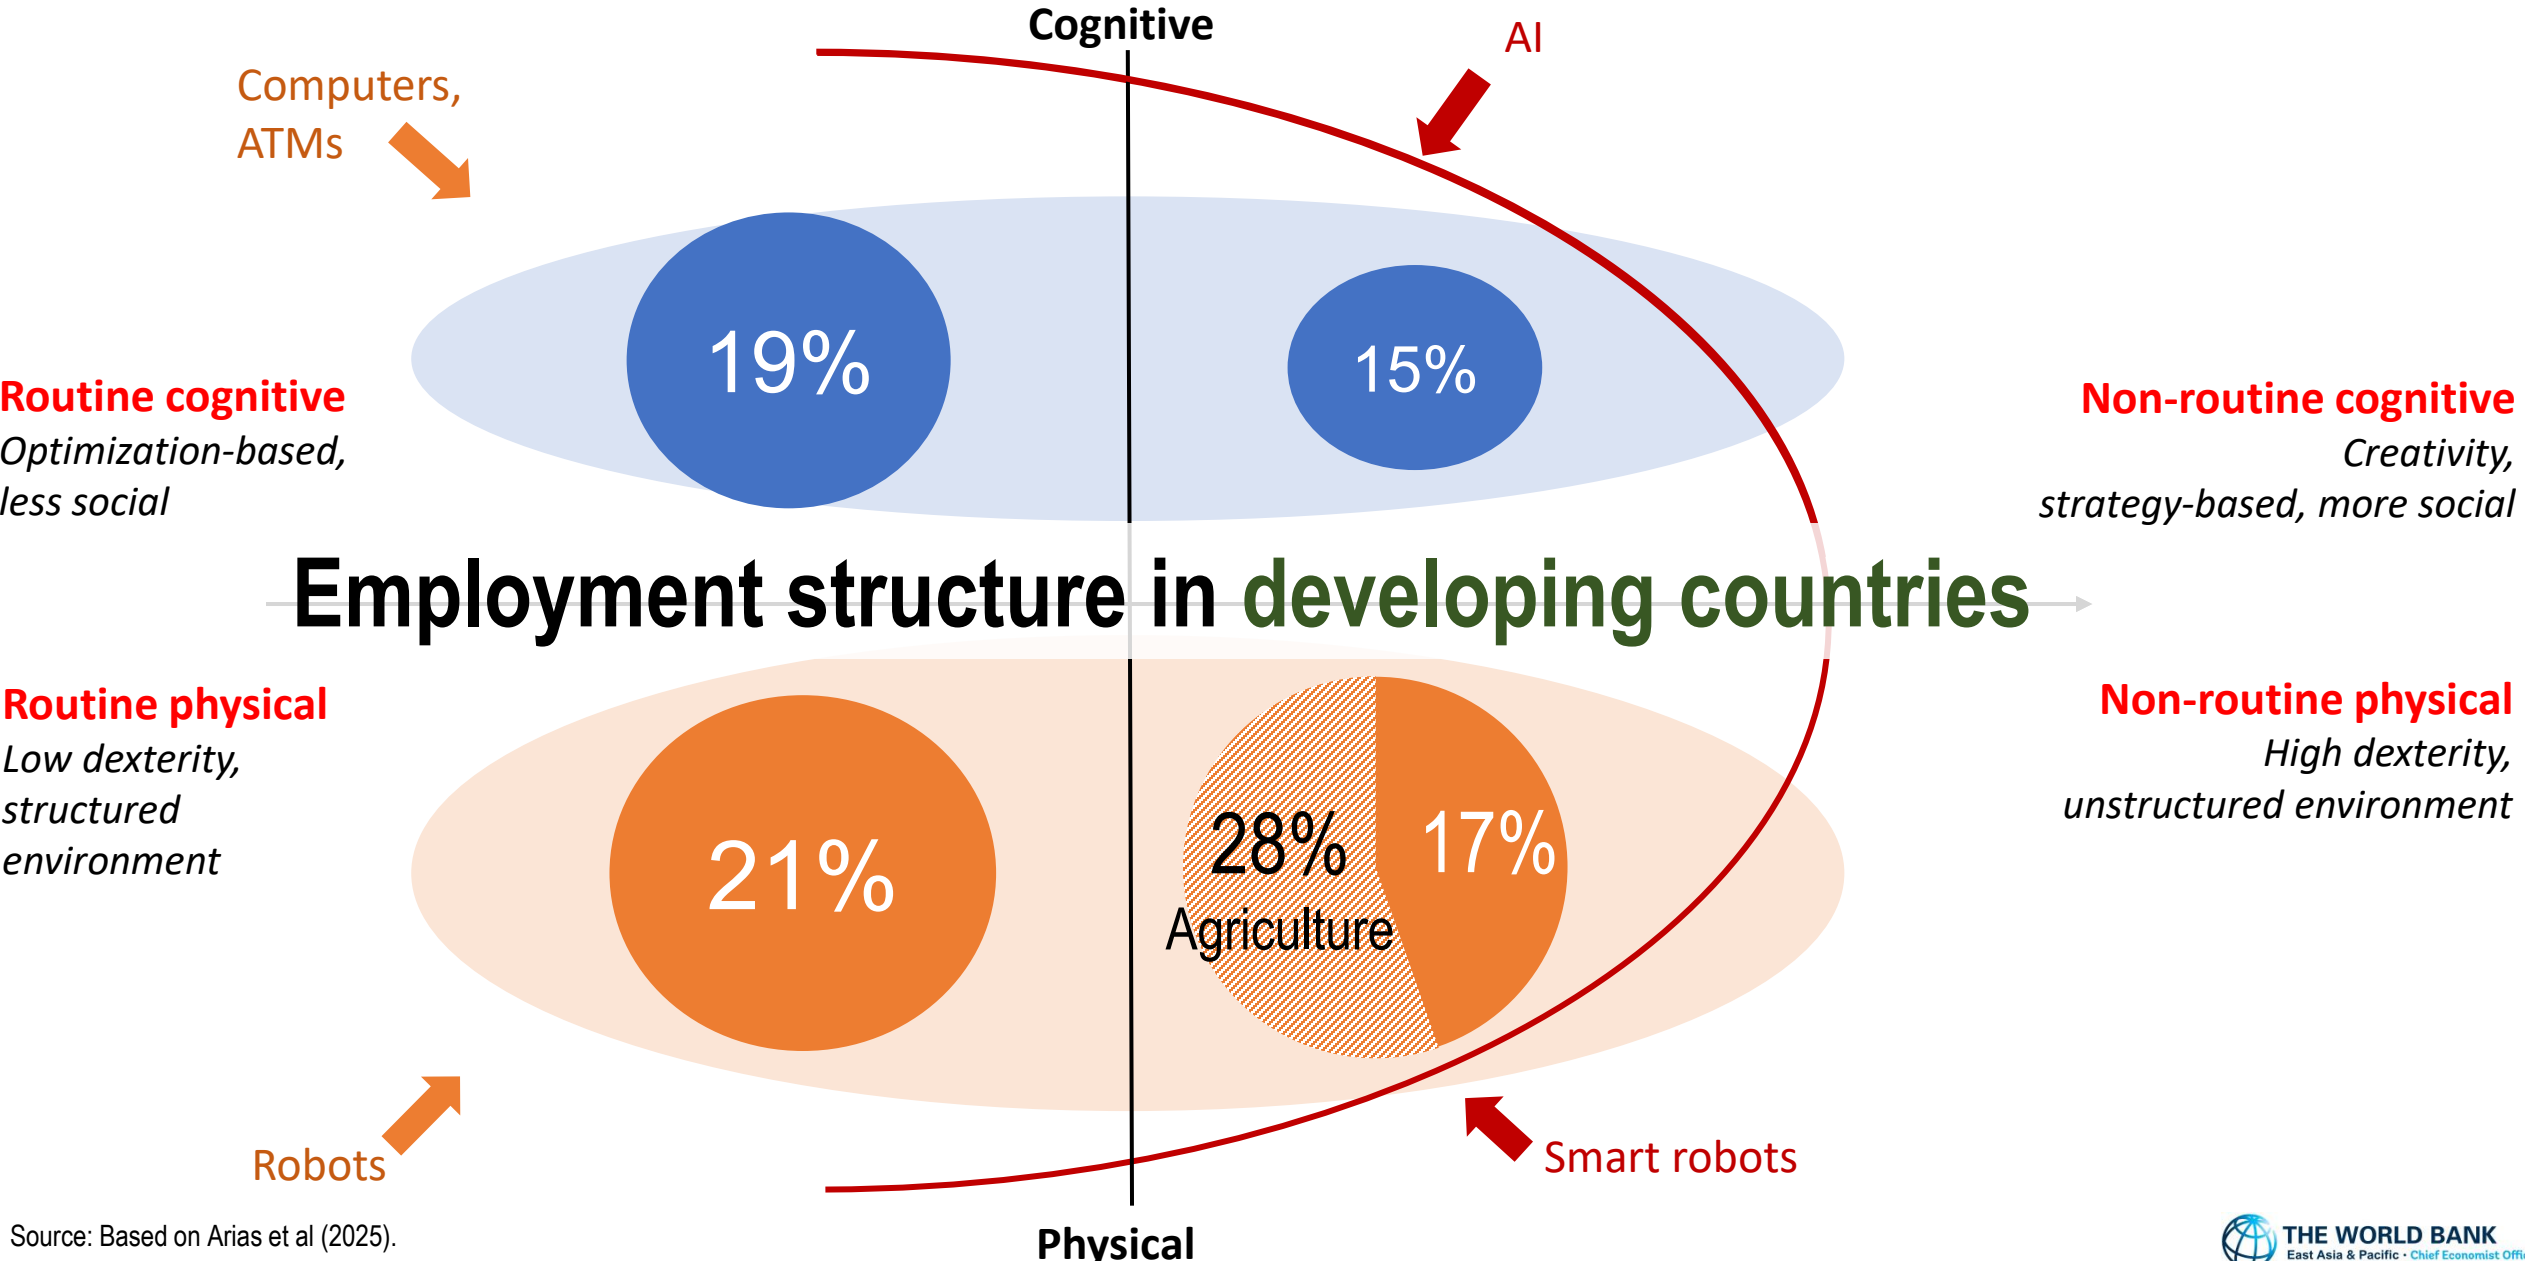 Cognitive
AI
Computers,
ATMs
19%
15%
Routine cognitive
Optimization-based,
less social
Non-routine cognitive
Creativity,
strategy-based, more social
Employment structure in developing countries
Routine physical
Low dexterity,
structured
environment
21%
28%
Agriculture
17%
Non-routine physical
High dexterity,
unstructured environment
Robots
Smart robots
Physical
Source: Based on Arias et al (2025).
THE WORLD BANK
East Asia & Pacific • Chief Economist